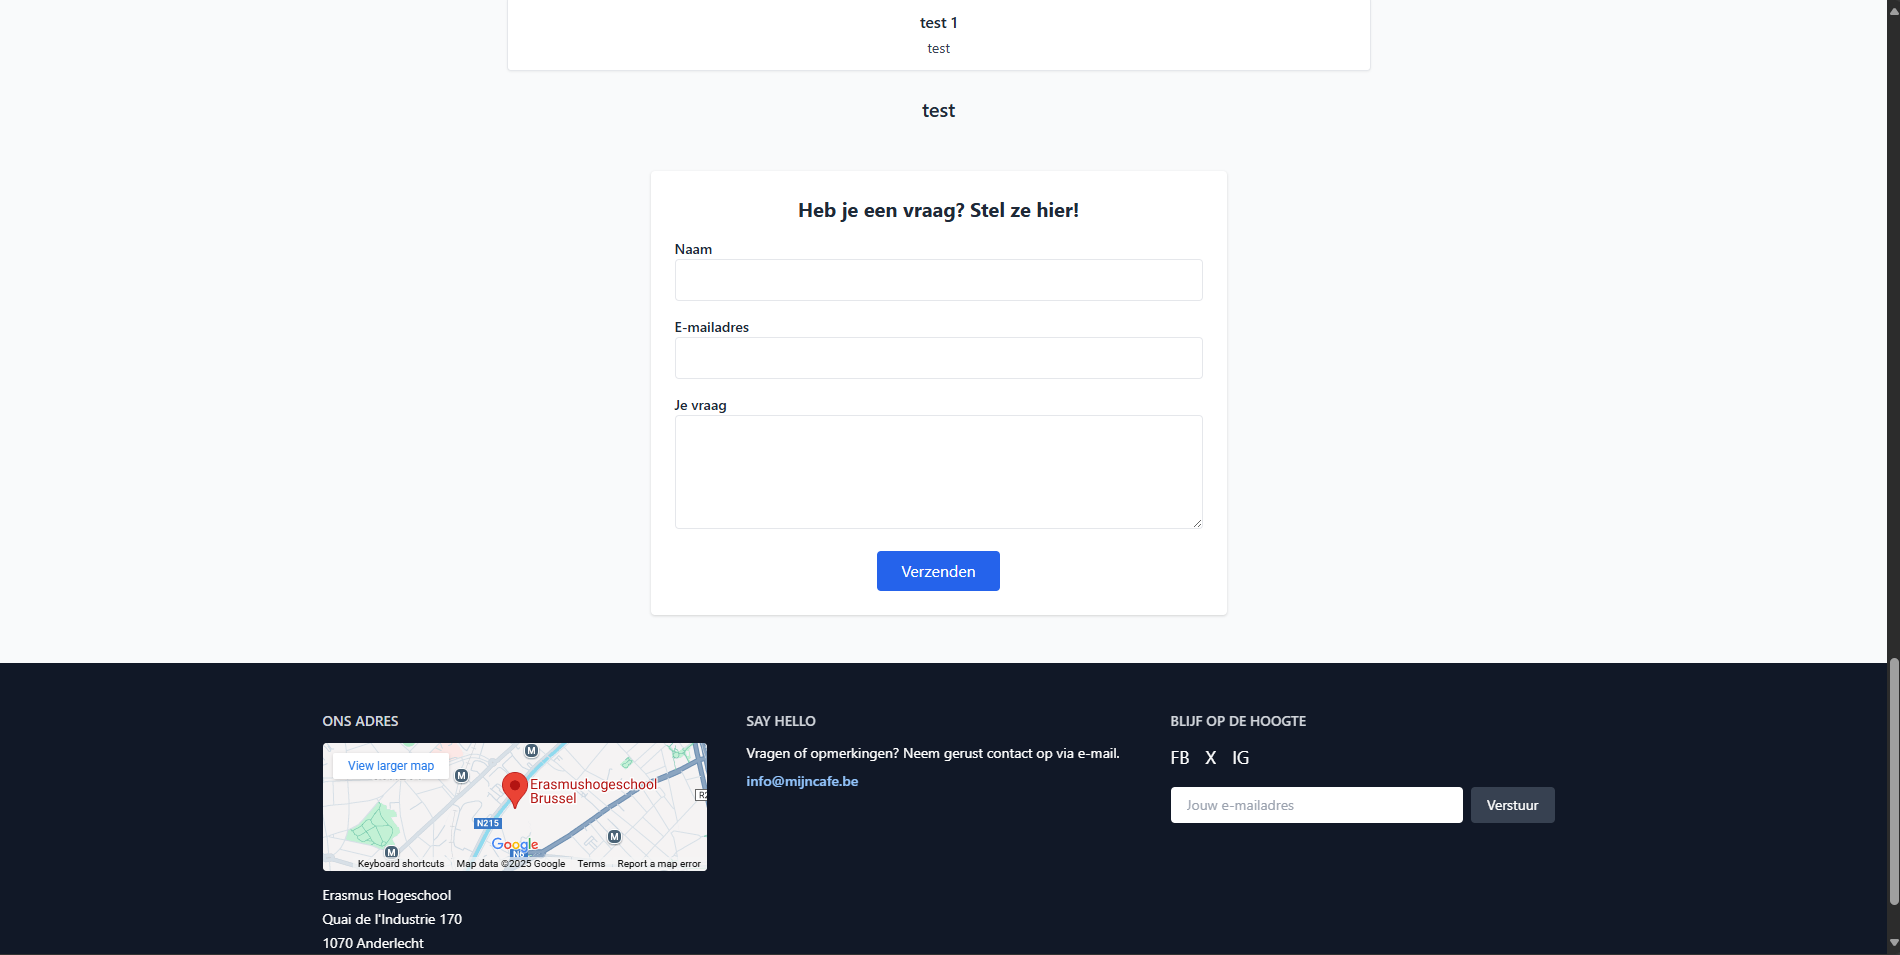 test 1
test
test
Heb je een vraag? Stel ze hier!
Naam
E-mailadres
Je vraag
Verzenden
ONS ADRES
View larger map
M
M
M
M
Erasmushogeschool
Brussel
N215
Google
Keyboard shortcuts
Map data ©2025 Google
Terms
Report a map error
Erasmus Hogeschool
Quai de l'Industrie 170
1070 Anderlecht
SAY HELLO
Vragen of opmerkingen? Neem gerust contact op via e-mail.
info@mijncafe.be
BLIJF OP DE HOOGTE
FB X IG
Jouw e-mailadres
Verstuur